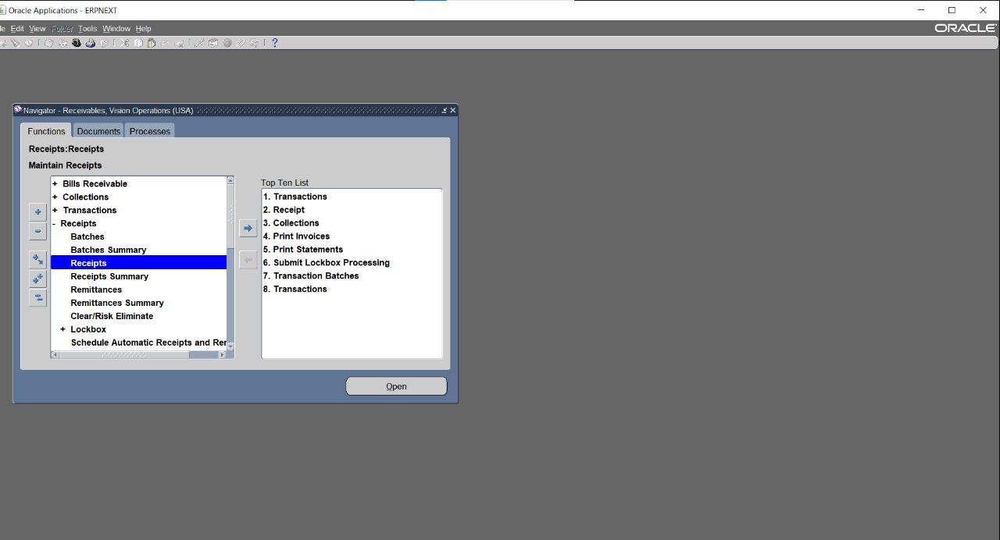 Oracle Applications - ERPNEXT
Edit View Folder Tools Window Help
ORACLE
?
Navigator - Receivables, Vision Operations (USA)
Functions Documents Processes
Receipts:Receipts
Maintain Receipts
+ Bills Receivable
+ Collections
+ Transactions
- Receipts
Batches
Batches Summary
Receipts
Receipts Summary
Remittances
Remittances Summary
Clear/Risk Eliminate
+ Lockbox
Schedule Automatic Receipts and Rer
Top Ten List
1. Transactions
2. Receipt
3. Collections
4. Print Invoices
5. Print Statements
6. Submit Lockbox Processing
7. Transaction Batches
8. Transactions
Open